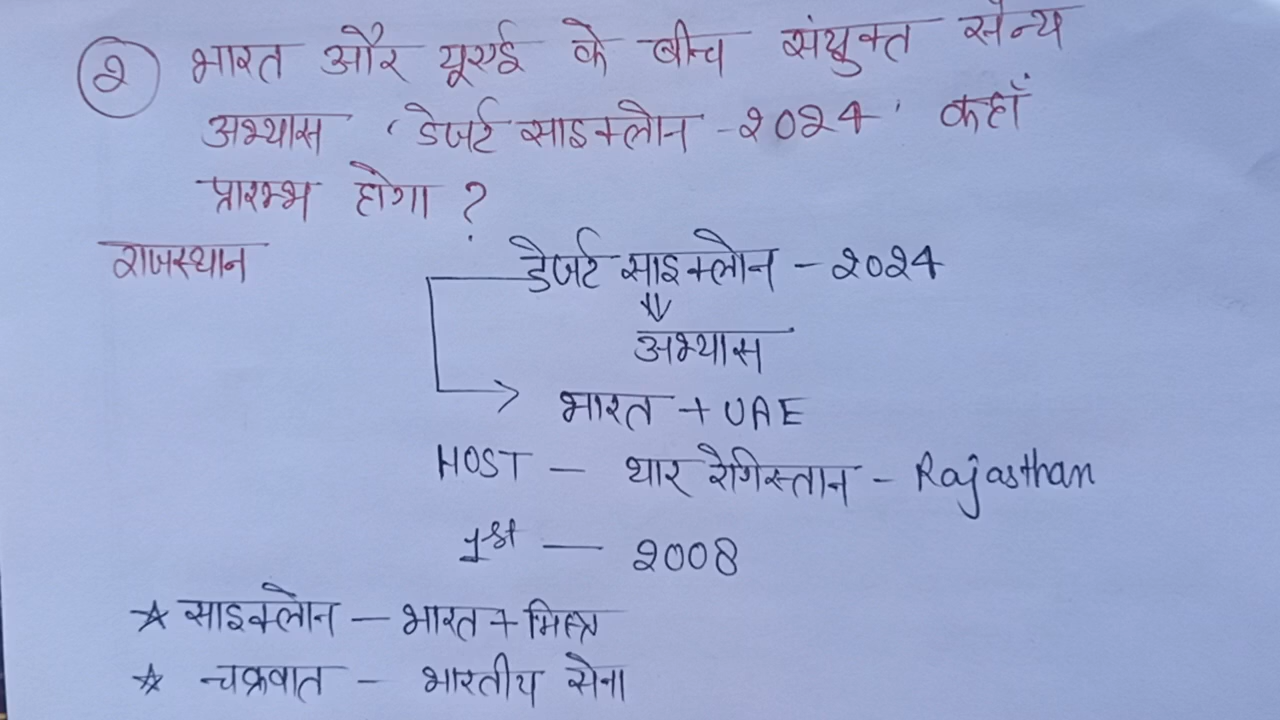 ② भारत और यूएई के बीच संयुक्त सैन्य
अभ्यास 'डेजर्ट साइक्लोन -2024' कहाँ
प्रारम्भ होगा ?
राजस्थान
डेजर्ट साइक्लोन - 2024
अभ्यास
भारत + UAE
HOST - थार रेगिस्तान - Rajasthan
1st - 2008
☆ साइक्लोन - भारत + मिस्त्र
☆ चक्रवात - भारतीय सेना